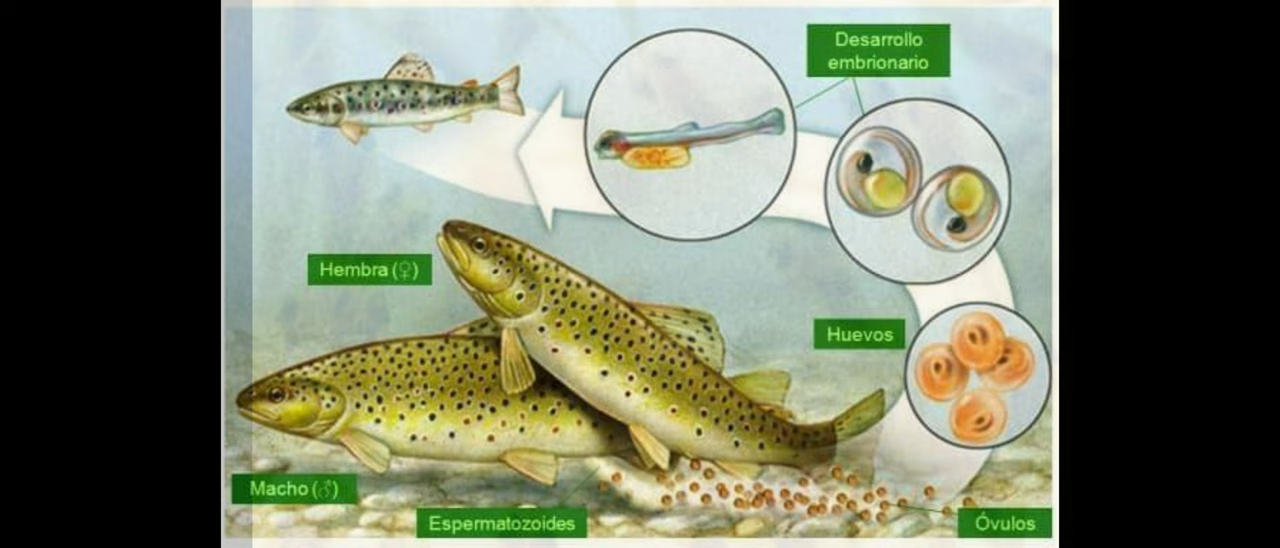 Desarrollo
embrionario
Hembra (♀)
Huevos
Macho (♂)
Espermatozoides
Óvulos